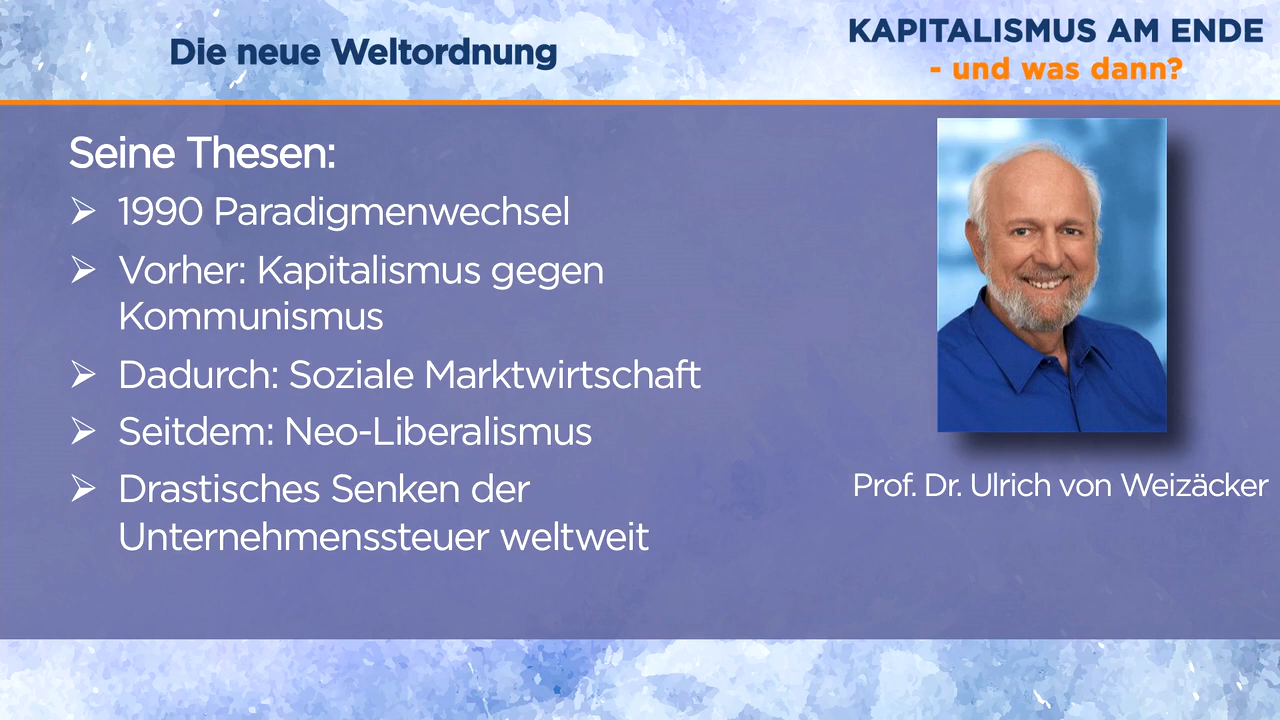 Die neue Weltordnung
KAPITALISMUS AM ENDE
- und was dann?
Seine Thesen:
➢ 1990 Paradigmenwechsel
➢ Vorher: Kapitalismus gegen
Kommunismus
➢ Dadurch: Soziale Marktwirtschaft
➢ Seitdem: Neo-Liberalismus
➢ Drastisches Senken der
Unternehmenssteuer weltweit
Prof. Dr. Ulrich von Weizäcker